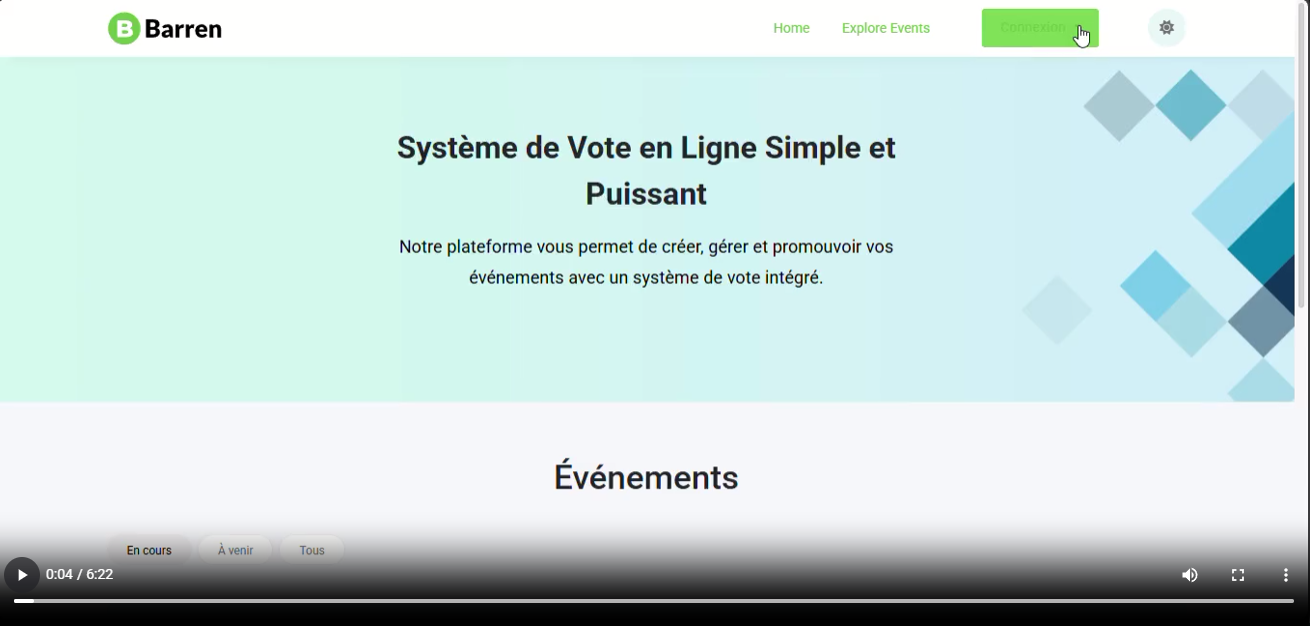 B Barren
Home
Explore Events
Connexion
Système de Vote en Ligne Simple et
Puissant
Notre plateforme vous permet de créer, gérer et promouvoir vos
événements avec un système de vote intégré.
Événements
En cours
À venir
Tous
0:04 / 6:22